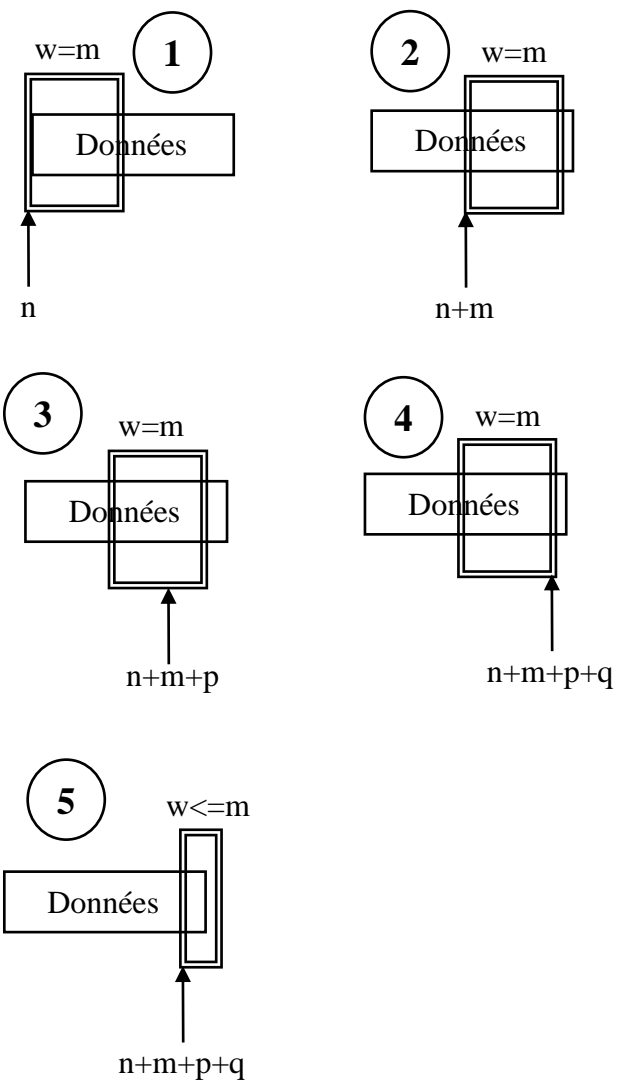 w=m
1
Données
n
2
w=m
Données
n+m
3
w=m
Données
n+m+p
4
w=m
Données
n+m+p+q
5
w<=m
Données
n+m+p+q